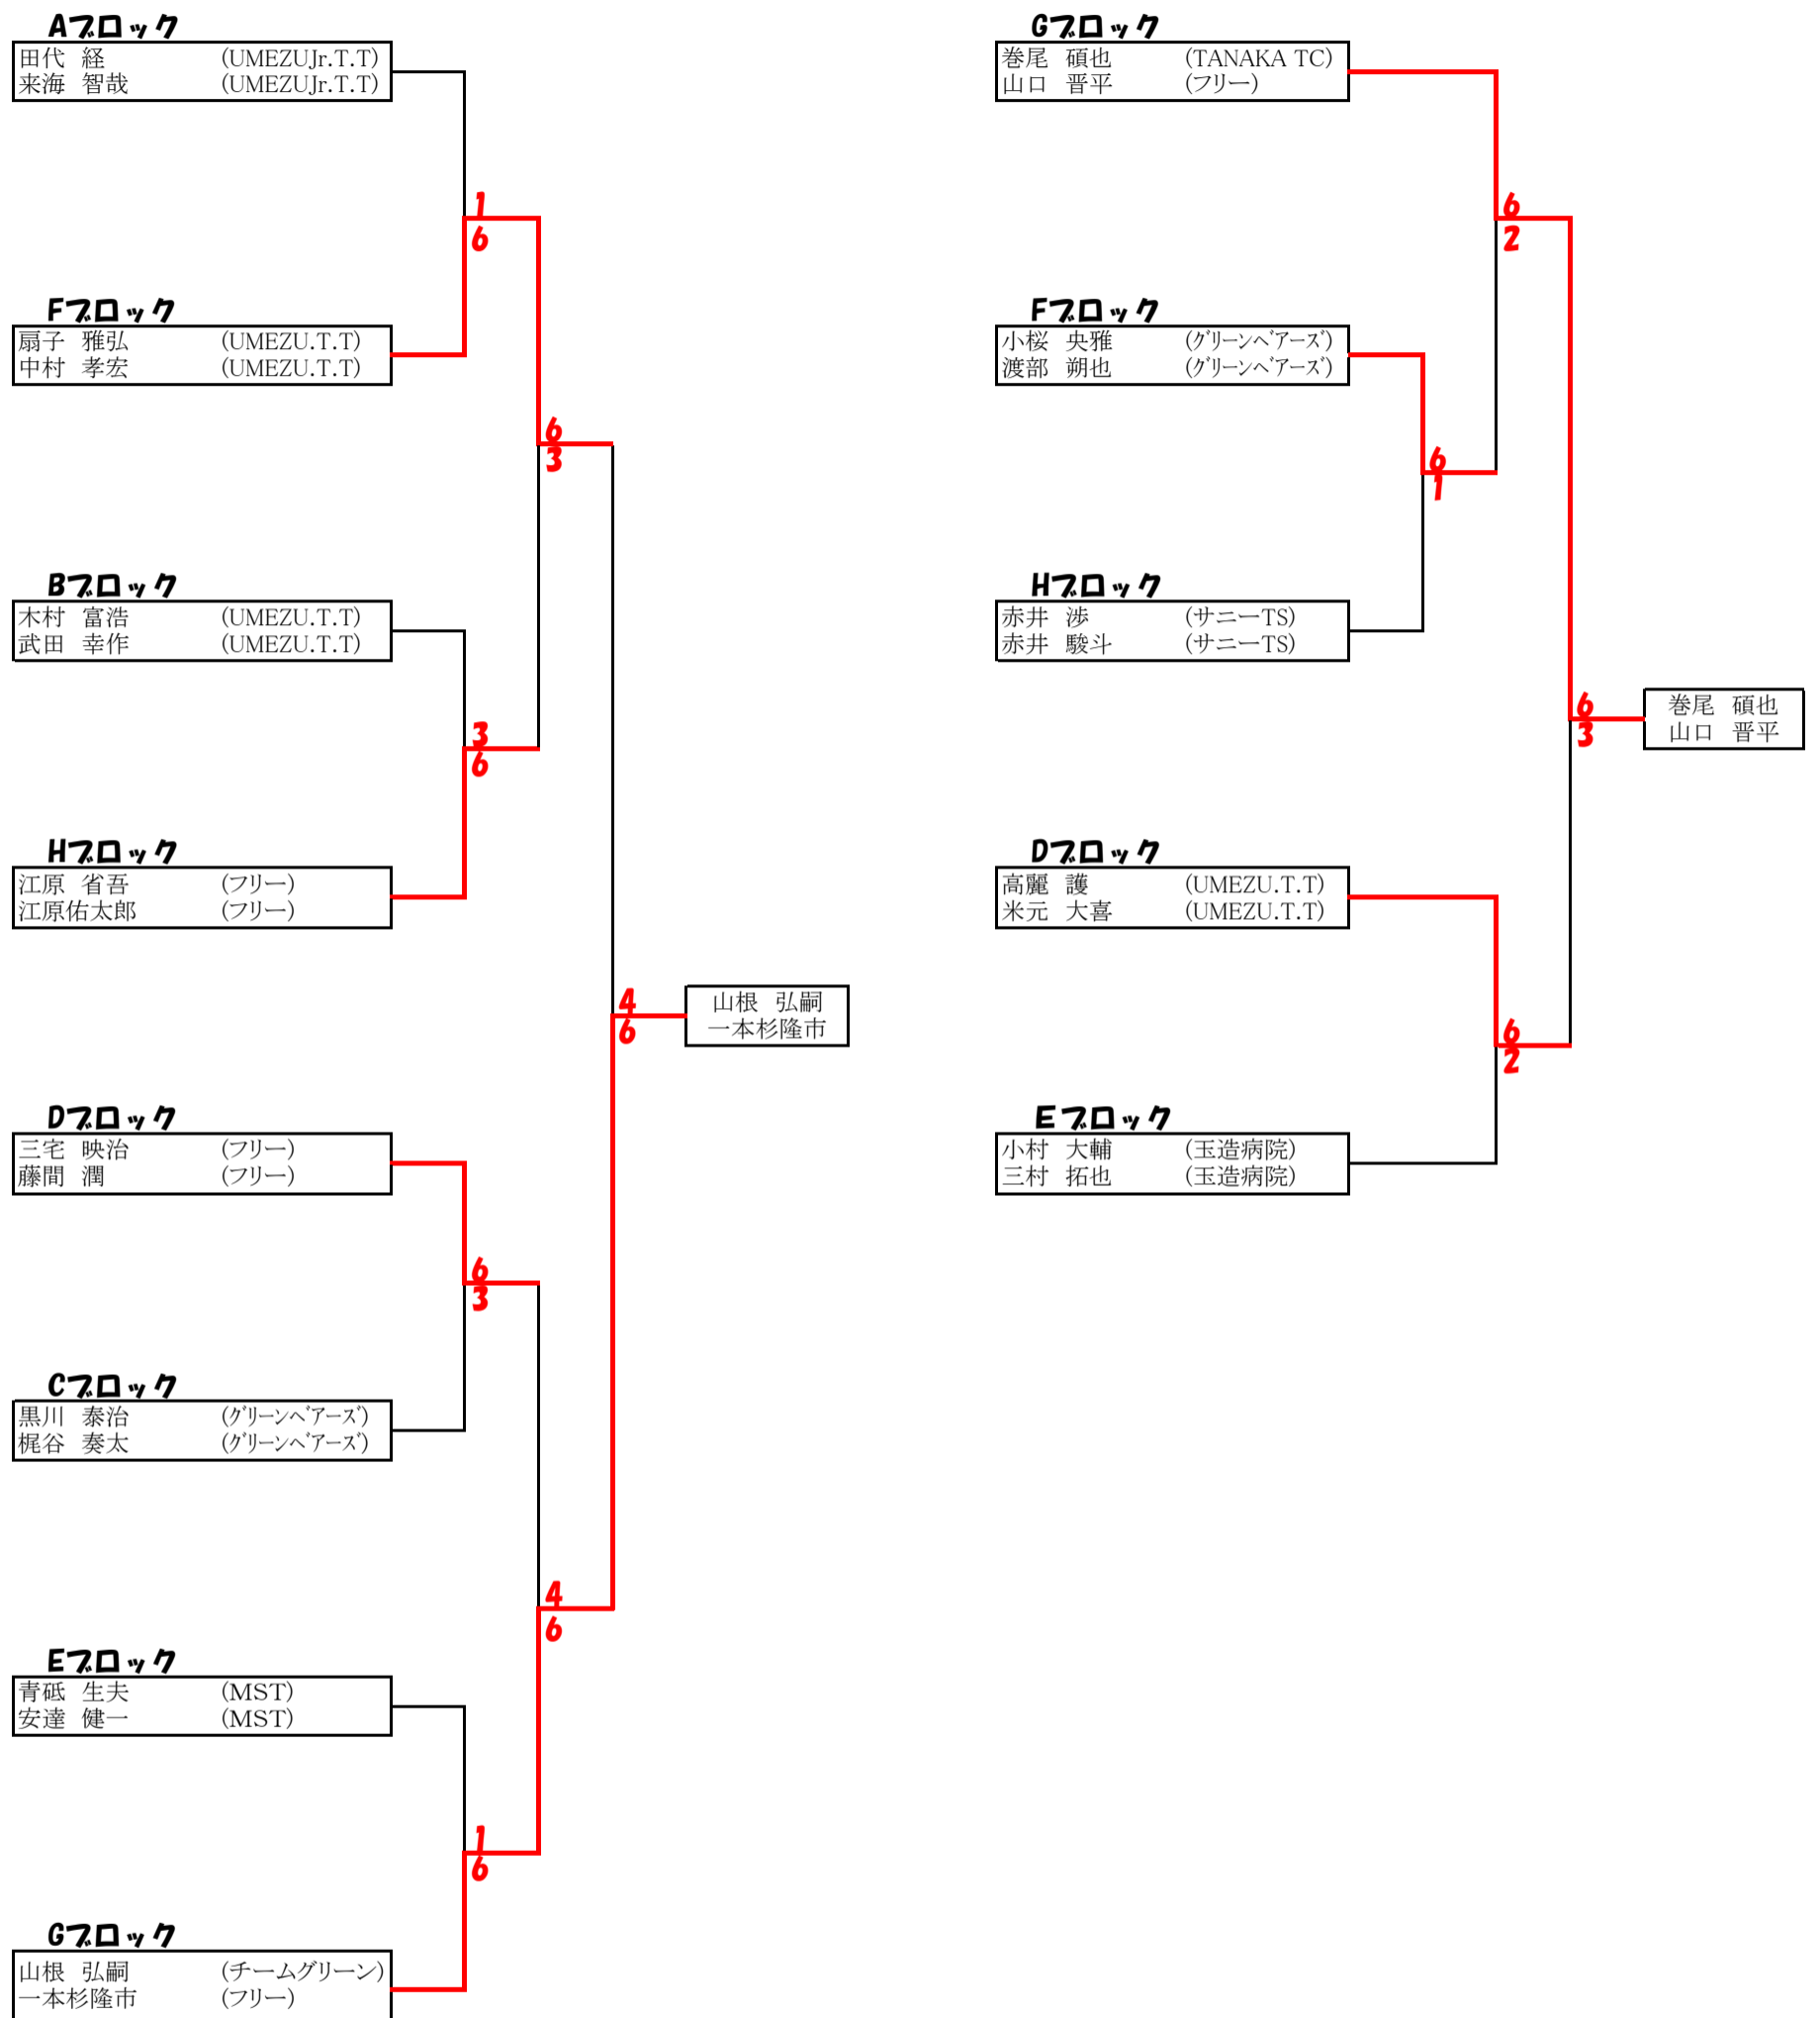 Aブロック
田代 経 (UMEZUJr.T.T)
来海 智哉 (UMEZUJr.T.T)
1
6
Fブロック
扇子 雅弘 (UMEZU.T.T)
中村 孝宏 (UMEZU.T.T)
6
3
Bブロック
木村 富浩 (UMEZU.T.T)
武田 幸作 (UMEZU.T.T)
3
6
Hブロック
江原 省吾 (フリー)
江原佑太郎 (フリー)
4
6
山根 弘嗣
一本杉隆市
Dブロック
三宅 映治 (フリー)
藤間 潤 (フリー)
6
3
Cブロック
黒川 泰治 (グリーンベアーズ)
梶谷 奏太 (グリーンベアーズ)
4
6
Eブロック
青砥 生夫 (MST)
安達 健一 (MST)
1
6
Gブロック
山根 弘嗣 (チームグリーン)
一本杉隆市 (フリー)
Gブロック
巻尾 碩也 (TANAKA TC)
山口 晋平 (フリー)
6
2
Fブロック
小桜 央雅 (グリーンベアーズ)
渡部 朔也 (グリーンベアーズ)
6
1
Hブロック
赤井 渉 (サニーTS)
赤井 駿斗 (サニーTS)
6
3
巻尾 碩也
山口 晋平
Dブロック
高麗 護 (UMEZU.T.T)
米元 大喜 (UMEZU.T.T)
6
2
Eブロック
小村 大輔 (玉造病院)
三村 拓也 (玉造病院)